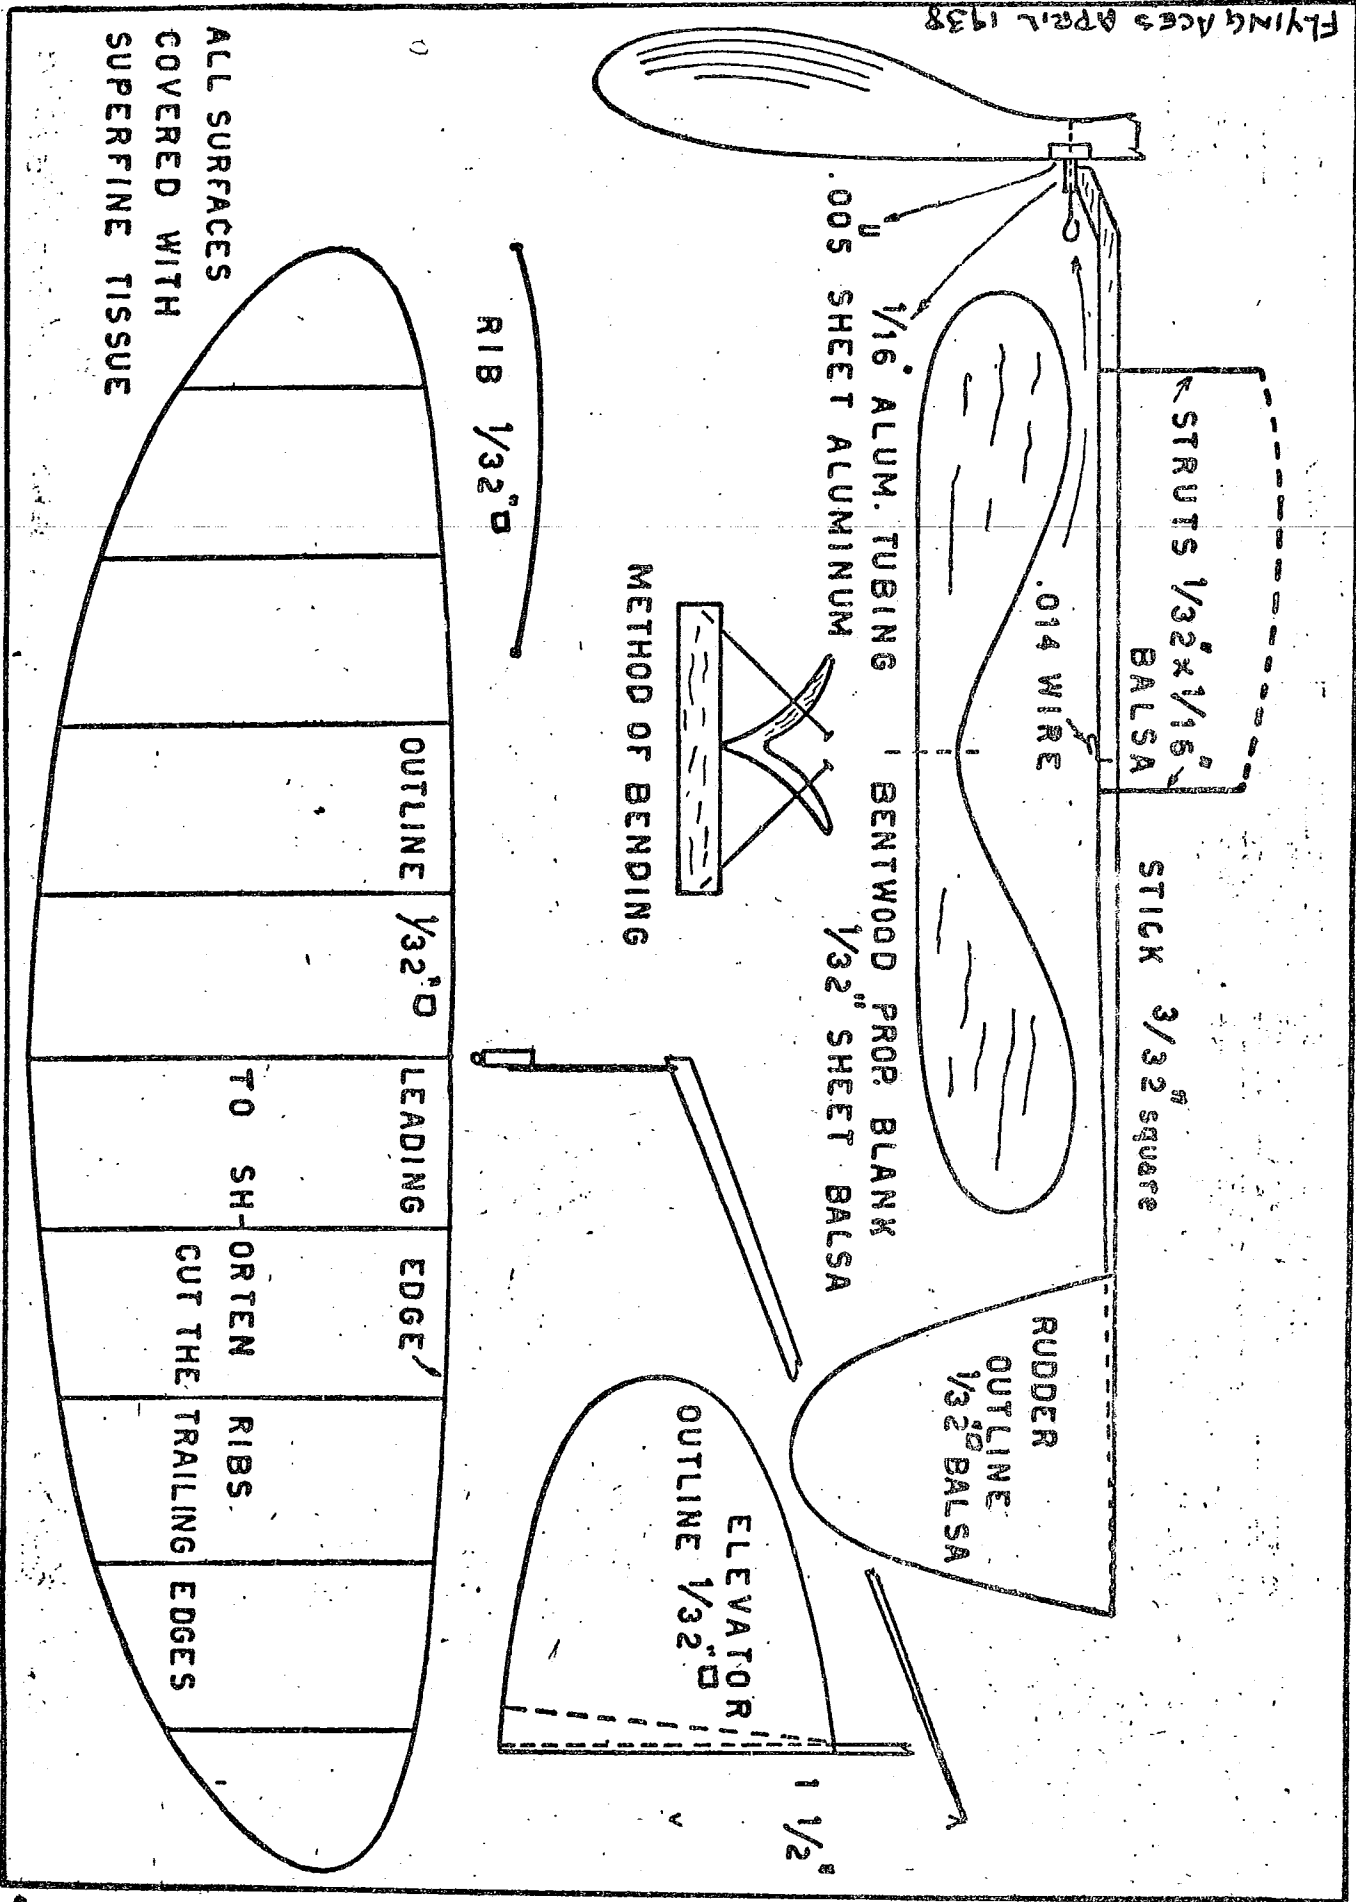 FLYING ACES APRIL 1938
STRUTS 1/32" x 1/16"
BALSA
STICK 3/32" square
.014 WIRE
1/16" ALUM. TUBING
.005" SHEET ALUMINUM
BENTWOOD PROP. BLANK
1/32" SHEET BALSA
METHOD OF BENDING
RUDDER
OUTLINE
1/32"□ BALSA
ELEVATOR
OUTLINE 1/32"□
1 1/2"
RIB 1/32"□
OUTLINE 1/32"□ LEADING EDGE
TO SH-ORTEN RIBS.
CUT THE TRAILING EDGES
ALL SURFACES
COVERED WITH
SUPERFINE TISSUE